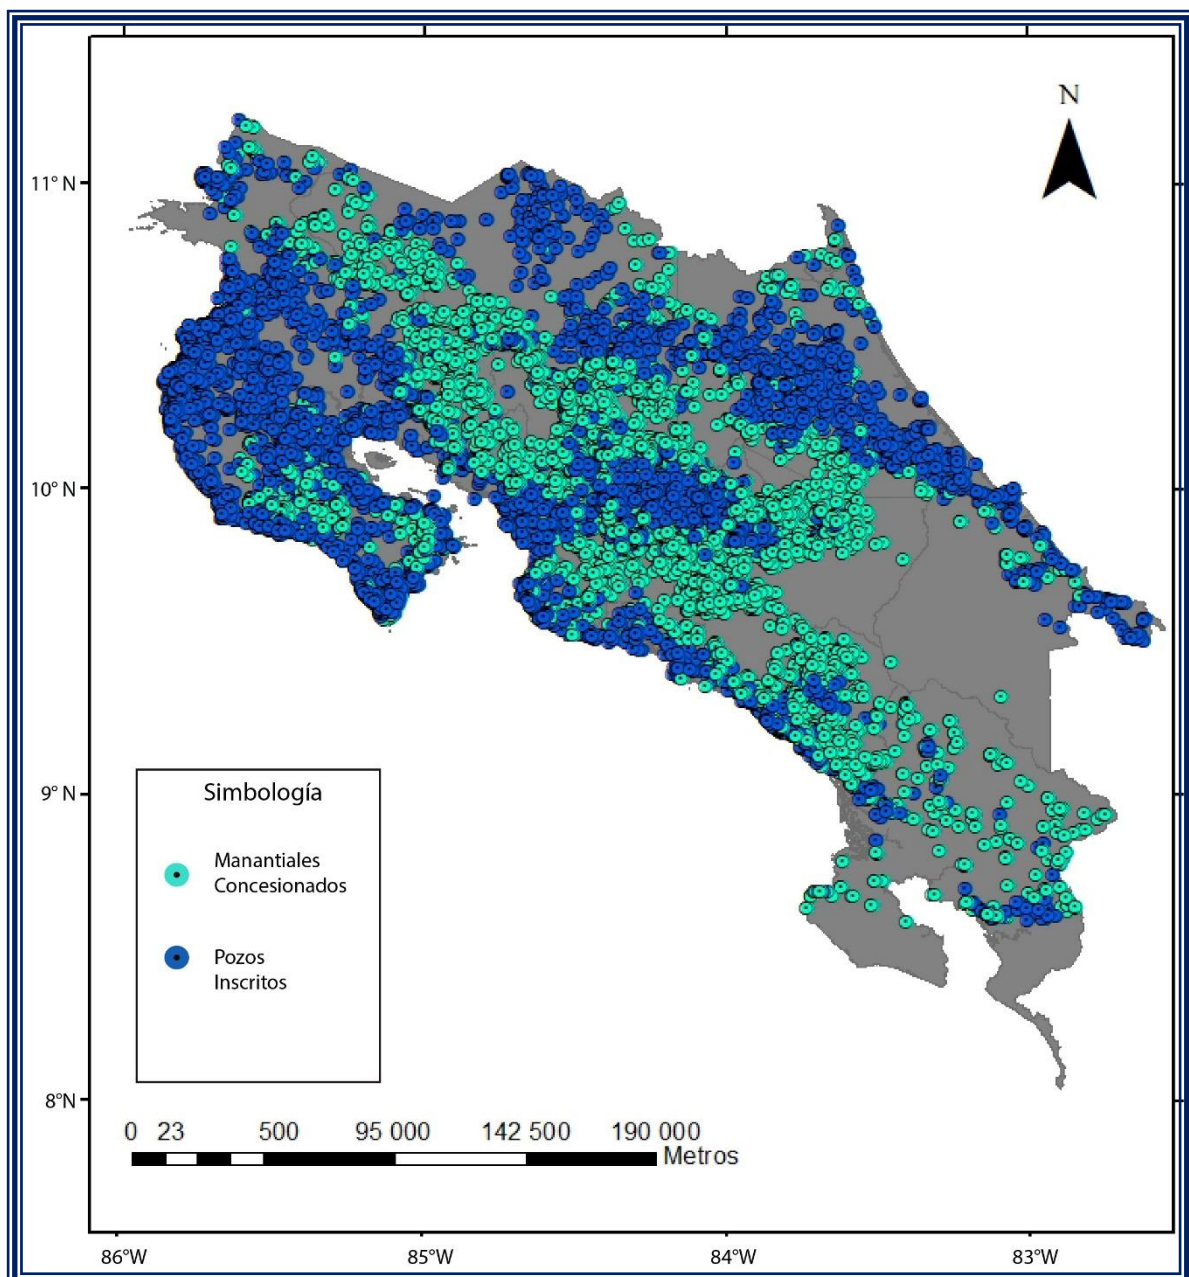 N
11°N
10°N
9°N
8°N
Simbología
Manantiales
Concesionados
Pozos
Inscritos
0 23 500 95 000 142 500 190 000
Metros
86°W 85°W 84°W 83°W